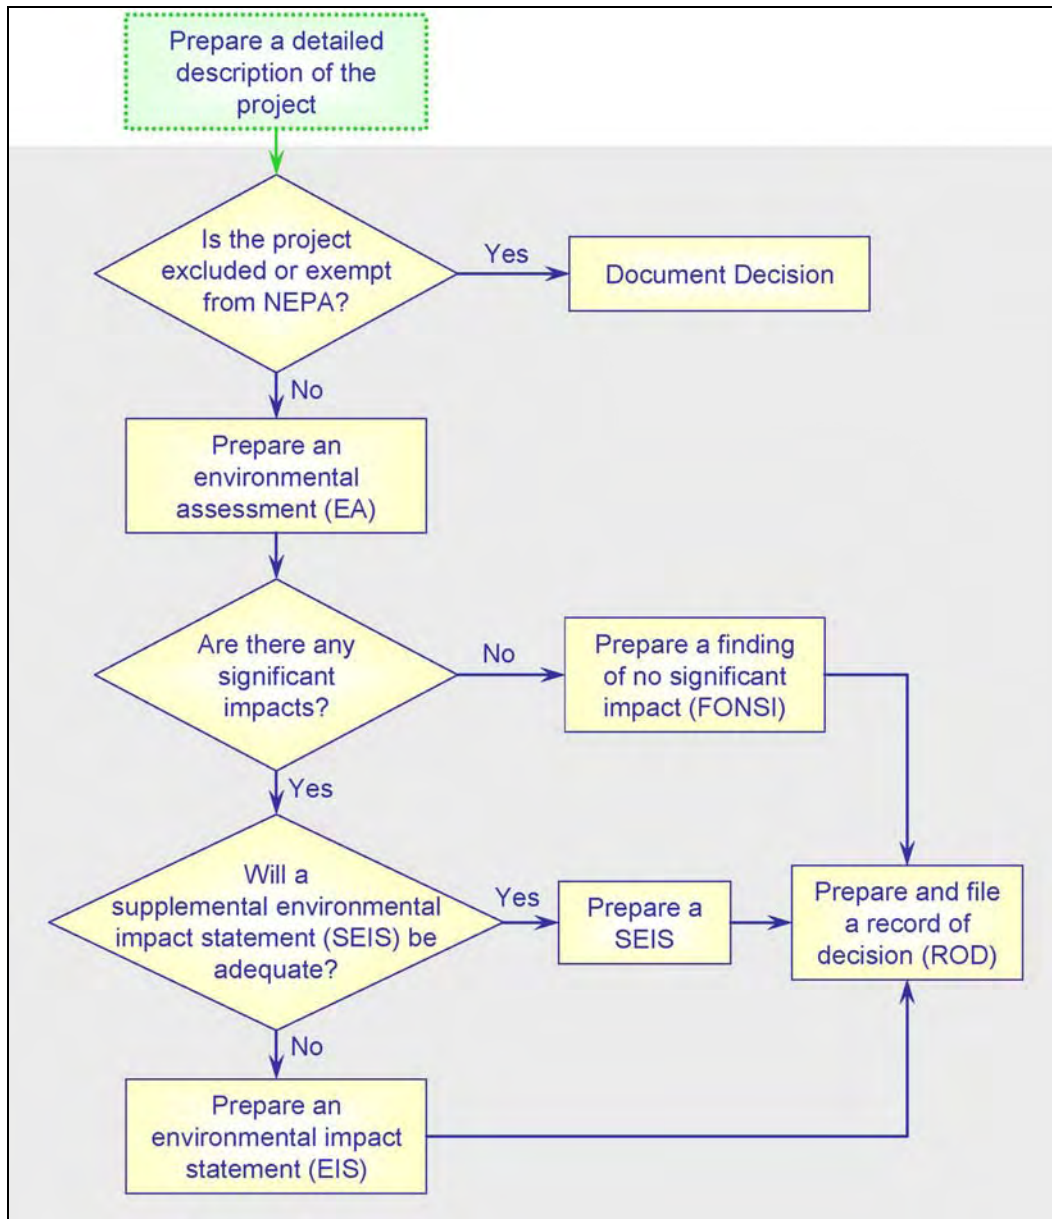 Prepare a detailed
description of the
project
Is the project
excluded or exempt
from NEPA?
Yes
Document Decision
No
Prepare an
environmental
assessment (EA)
Are there any
significant
impacts?
No
Prepare a finding
of no significant
impact (FONSI)
Yes
Will a
supplemental environmental
impact statement (SEIS) be
adequate?
Yes
Prepare a
SEIS
Prepare and file
a record of
decision (ROD)
No
Prepare an
environmental impact
statement (EIS)